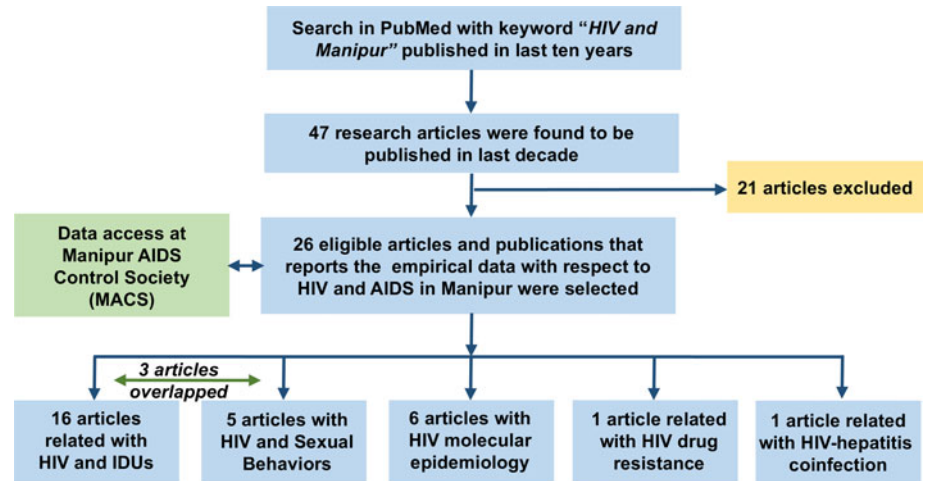 Search in PubMed with keyword “HIV and
Manipur” published in last ten years
47 research articles were found to be
published in last decade
21 articles excluded
Data access at
Manipur AIDS
Control Society
(MACS)
26 eligible articles and publications that
reports the empirical data with respect to
HIV and AIDS in Manipur were selected
3 articles
overlapped
16 articles
related with
HIV and IDUs
5 articles with
HIV and Sexual
Behaviors
6 articles with
HIV molecular
epidemiology
1 article related
with HIV drug
resistance
1 article related
with HIV-hepatitis
coinfection